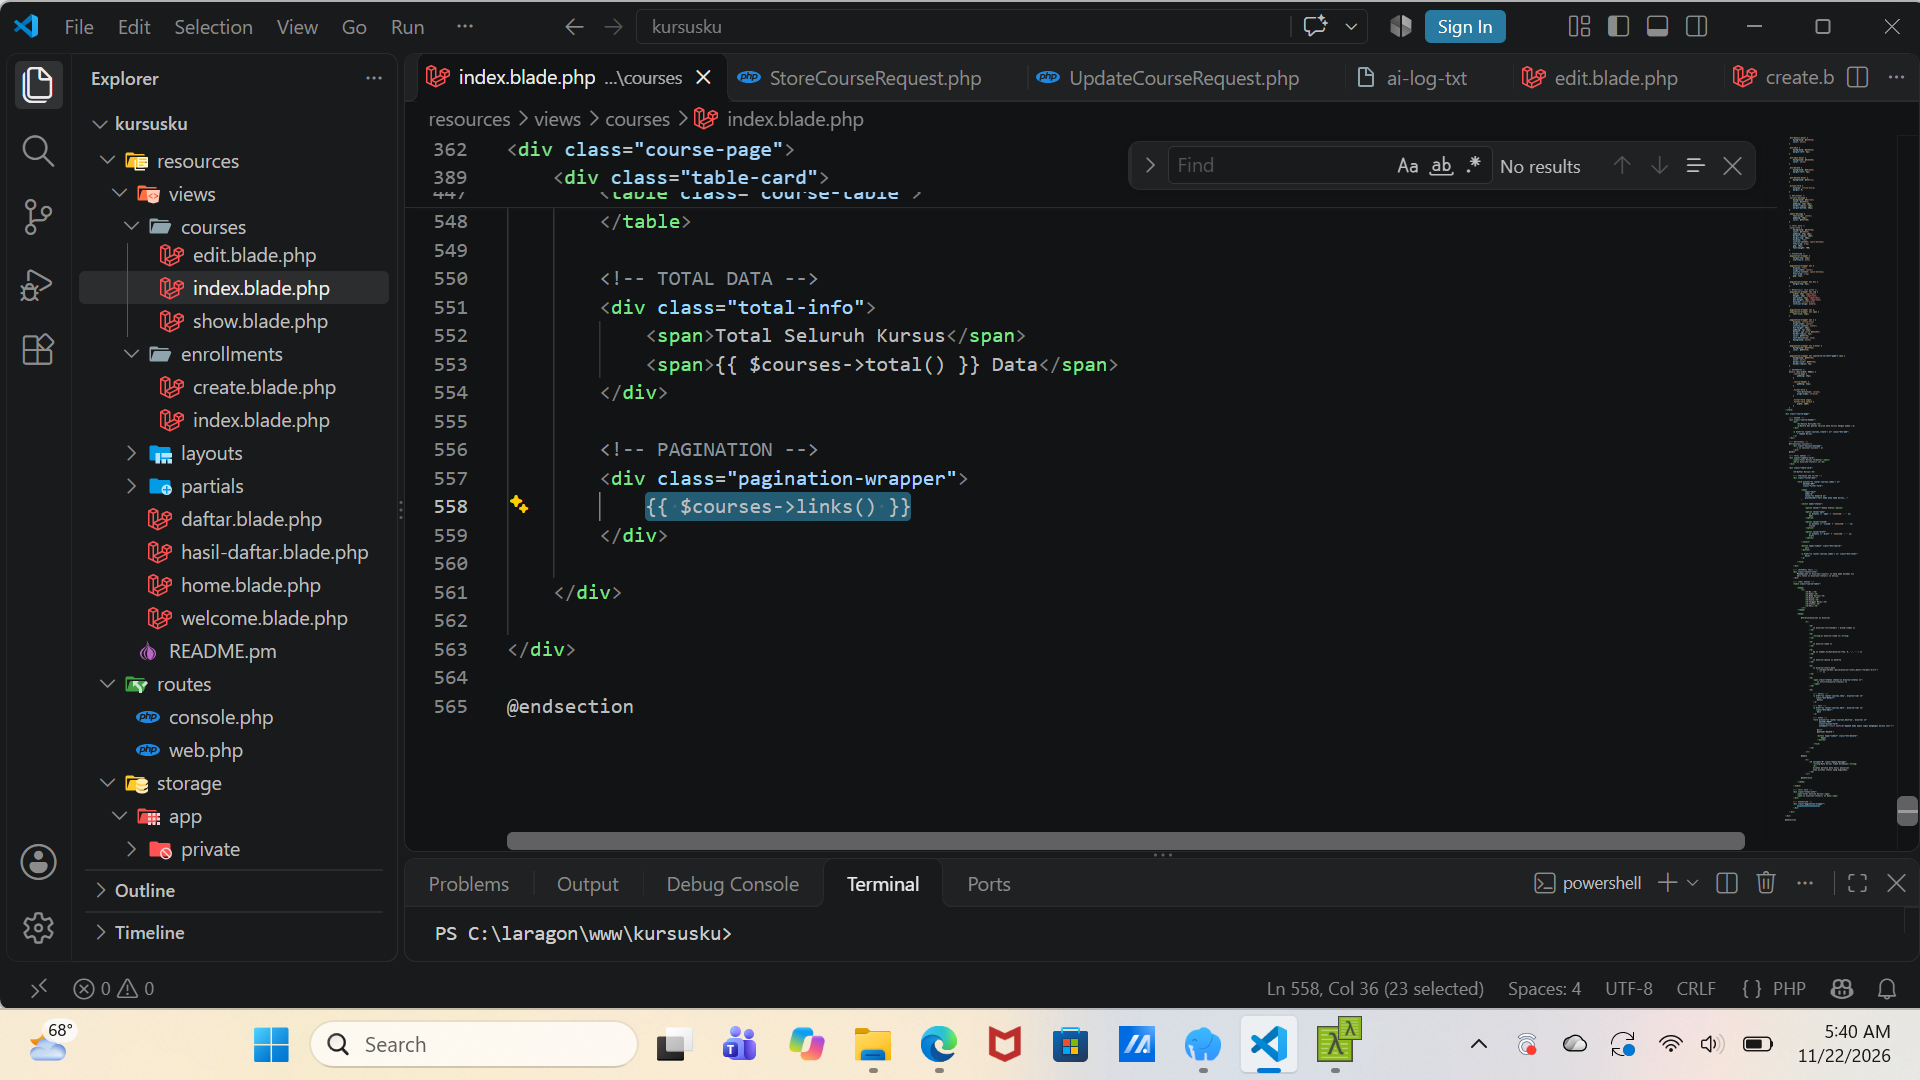 File Edit Selection View Go Run ···
kursusku
Sign In
Explorer
kursusku
resources
views
courses
edit.blade.php
index.blade.php
show.blade.php
enrollments
create.blade.php
index.blade.php
layouts
partials
daftar.blade.php
hasil-daftar.blade.php
home.blade.php
welcome.blade.php
README.pm
routes
console.php
web.php
storage
app
private
Outline
Timeline
index.blade.php ...\courses
StoreCourseRequest.php
UpdateCourseRequest.php
ai-log-txt
edit.blade.php
create.b
resources > views > courses > index.blade.php
Find
Aa ab .*
No results
362 <div class="course-page">
389 <div class="table-card">
447 <table class="course-table">
548 </table>
549
550 <!-- TOTAL DATA -->
551 <div class="total-info">
552 <span>Total Seluruh Kursus</span>
553 <span>{{ $courses->total() }} Data</span>
554 </div>
555
556 <!-- PAGINATION -->
557 <div class="pagination-wrapper">
558 {{ $courses->links() }}
559 </div>
560
561 </div>
562
563 </div>
564
565 @endsection
Problems Output Debug Console Terminal Ports
powershell
PS C:\laragon\www\kursusku>
0 0
Ln 558, Col 36 (23 selected) Spaces: 4 UTF-8 CRLF { } PHP
68°
Search
5:40 AM
11/22/2026